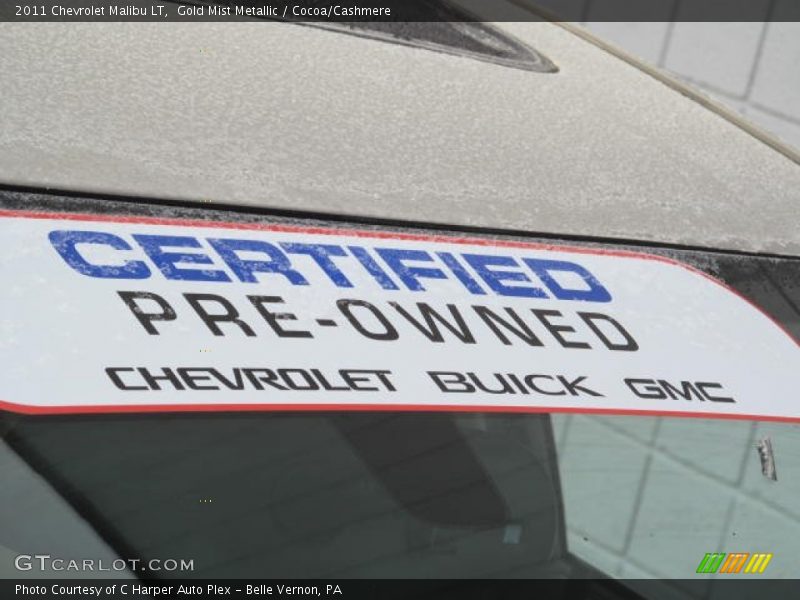 2011 Chevrolet Malibu LT,  Gold Mist Metallic / Cocoa/Cashmere
CERTIFIED
PRE-OWNED
CHEVROLET BUICK GMC
GTCARLOT.COM
Photo Courtesy of C Harper Auto Plex - Belle Vernon, PA